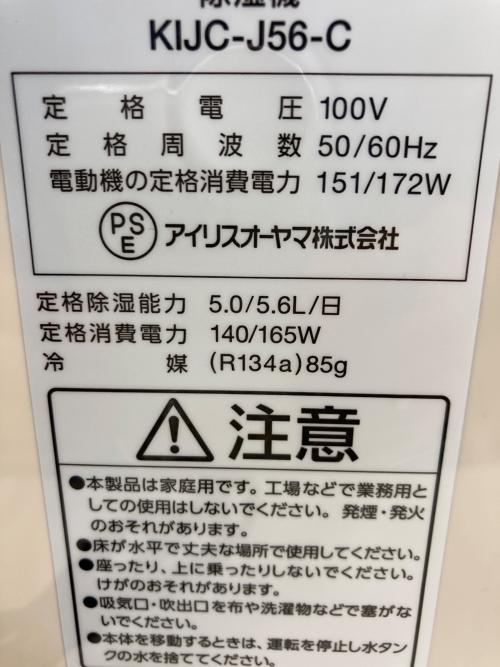 除湿機
KIJC-J56-C
定格電圧 100V
定格周波数 50/60Hz
電動機の定格消費電力 151/172W
PSE アイリスオーヤマ株式会社
定格除湿能力 5.0/5.6L/日
定格消費電力 140/165W
冷媒 (R134a)85g
注意
●本製品は家庭用です。工場などで業務用と
しての使用はしないでください。発煙・発火
のおそれがあります。
●床が水平で丈夫な場所で使用してください。
●座ったり、上に乗ったりしないでください。
けがのおそれがあります。
●吸気口・吹出口を布や洗濯物などで塞がな
いでください。
●本体を移動するときは、運転を停止し水タン
クの水を捨ててください。